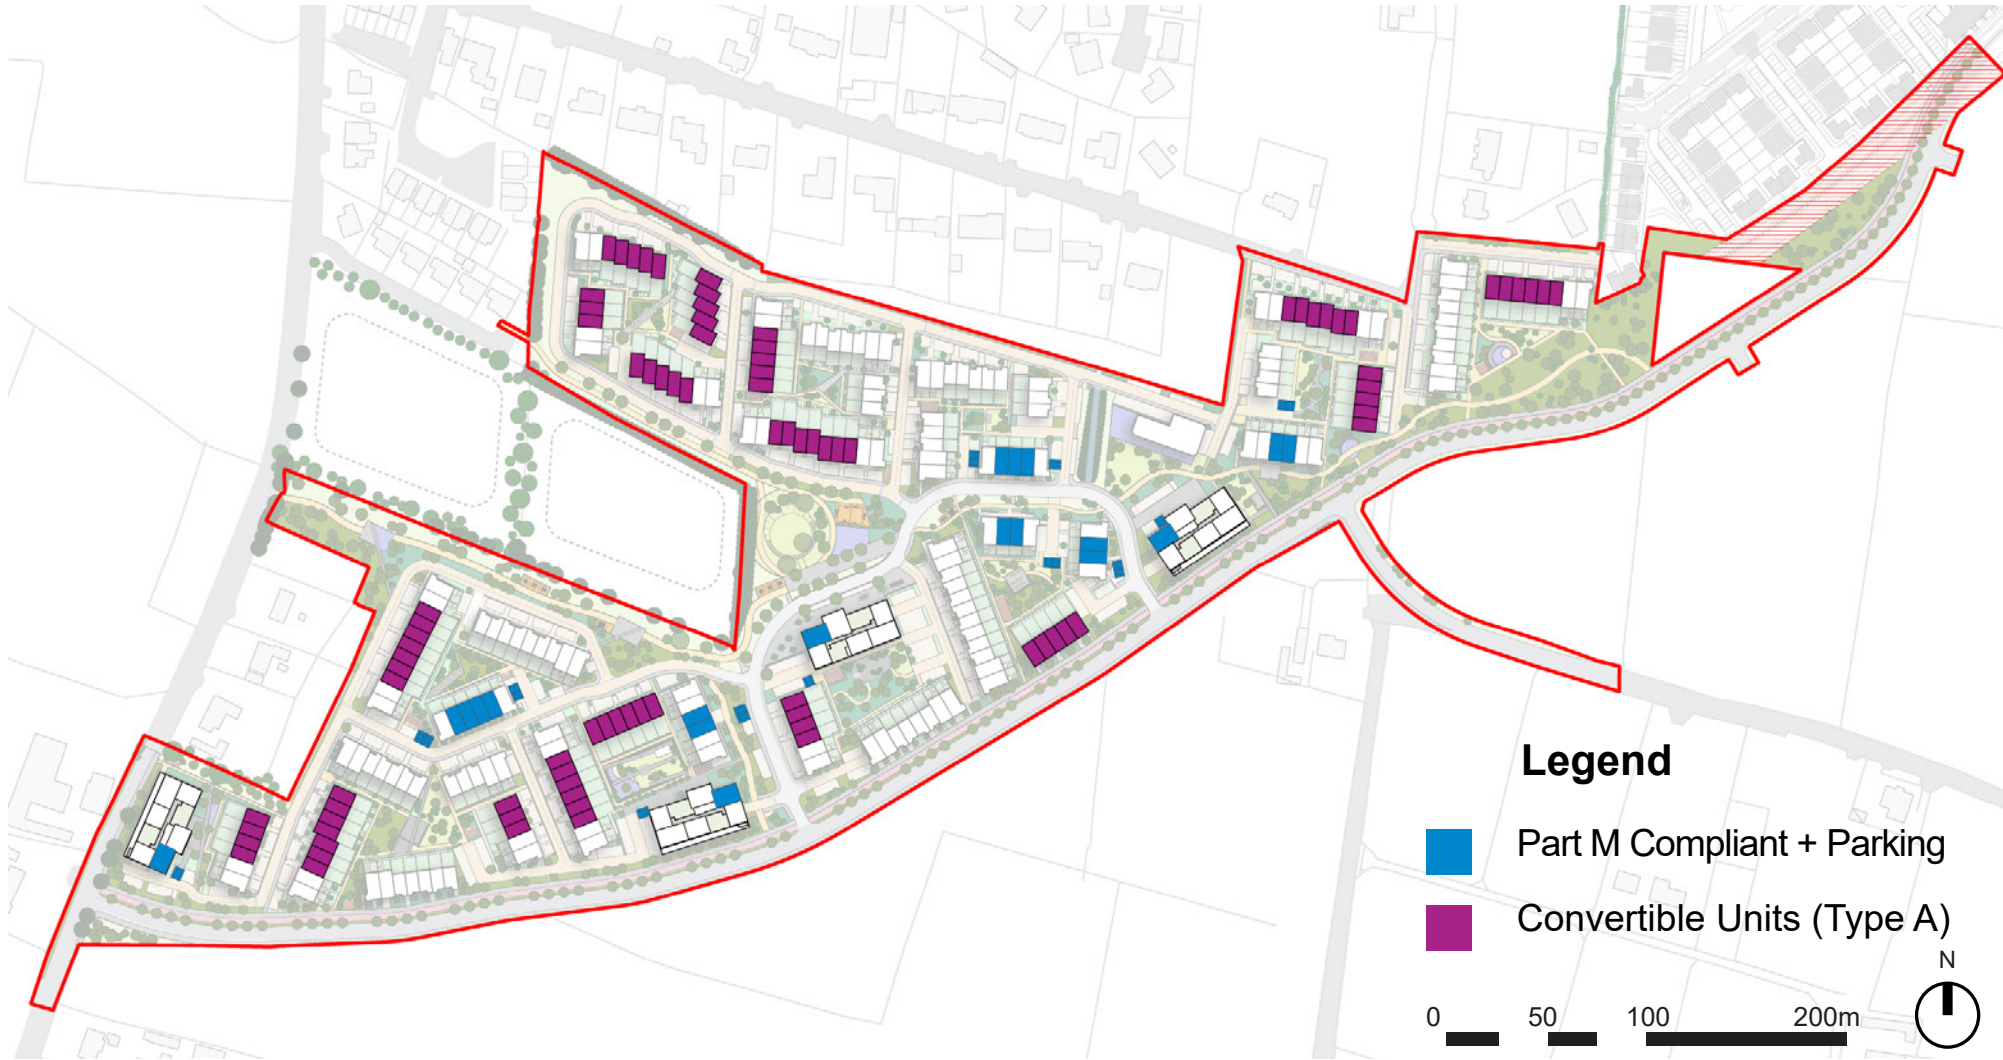 Legend
Part M Compliant + Parking
Convertible Units (Type A)
N
0 50 100 200m